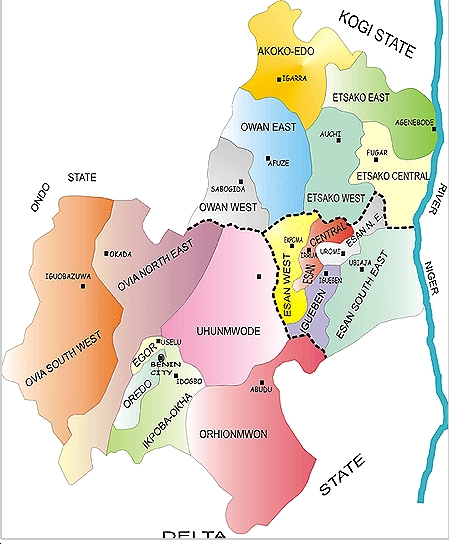 KOGI STATE
AKOKO-EDO
IGARRA
ETSAKO EAST
OWAN EAST
AUCHI
AGENEBODE
AFUZE
FUGAR
ETSAKO CENTRAL
SABOGIDA
OWAN WEST
ETSAKO WEST
ONDO STATE
RIVER
NIGER
OKADA
OVIA NORTH EAST
IGUOBAZUWA
OVIA SOUTH WEST
EKPOMA
ESAN WEST
IRRUA
ESAN CENTRAL
UROMI
ESAN N. E.
IGUEBEN
IGUEBEN
UBIAJA
ESAN SOUTH EAST
UHUNMWODE
EGOR
USELU
BENIN CITY
OREDO
IDOGBO
IKPOBA-OKHA
ABUDU
ORHIONMWON
DELTA STATE